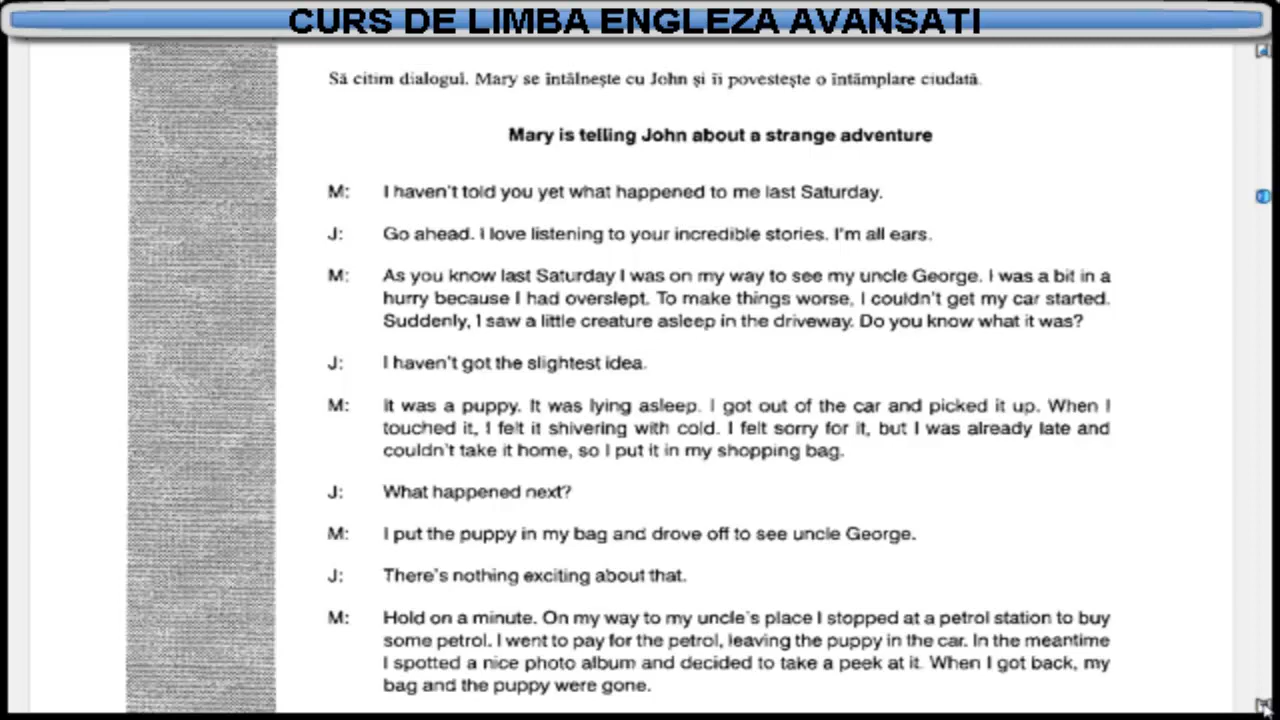 CURS DE LIMBA ENGLEZA AVANSATI
Să citim dialogul. Mary se întâlneşte cu John şi îi povesteşte o întâmplare ciudată.
Mary is telling John about a strange adventure
M: I haven't told you yet what happened to me last Saturday.
J: Go ahead. I love listening to your incredible stories. I'm all ears.
M: As you know last Saturday I was on my way to see my uncle George. I was a bit in a
hurry because I had overslept. To make things worse, I couldn't get my car started.
Suddenly, I saw a little creature asleep in the driveway. Do you know what it was?
J: I haven't got the slightest idea.
M: It was a puppy. It was lying asleep. I got out of the car and picked it up. When I
touched it, I felt it shivering with cold. I felt sorry for it, but I was already late and
couldn't take it home, so I put it in my shopping bag.
J: What happened next?
M: I put the puppy in my bag and drove off to see uncle George.
J: There's nothing exciting about that.
M: Hold on a minute. On my way to my uncle's place I stopped at a petrol station to buy
some petrol. I went to pay for the petrol, leaving the puppy in the car. In the meantime
I spotted a nice photo album and decided to take a peek at it. When I got back, my
bag and the puppy were gone.